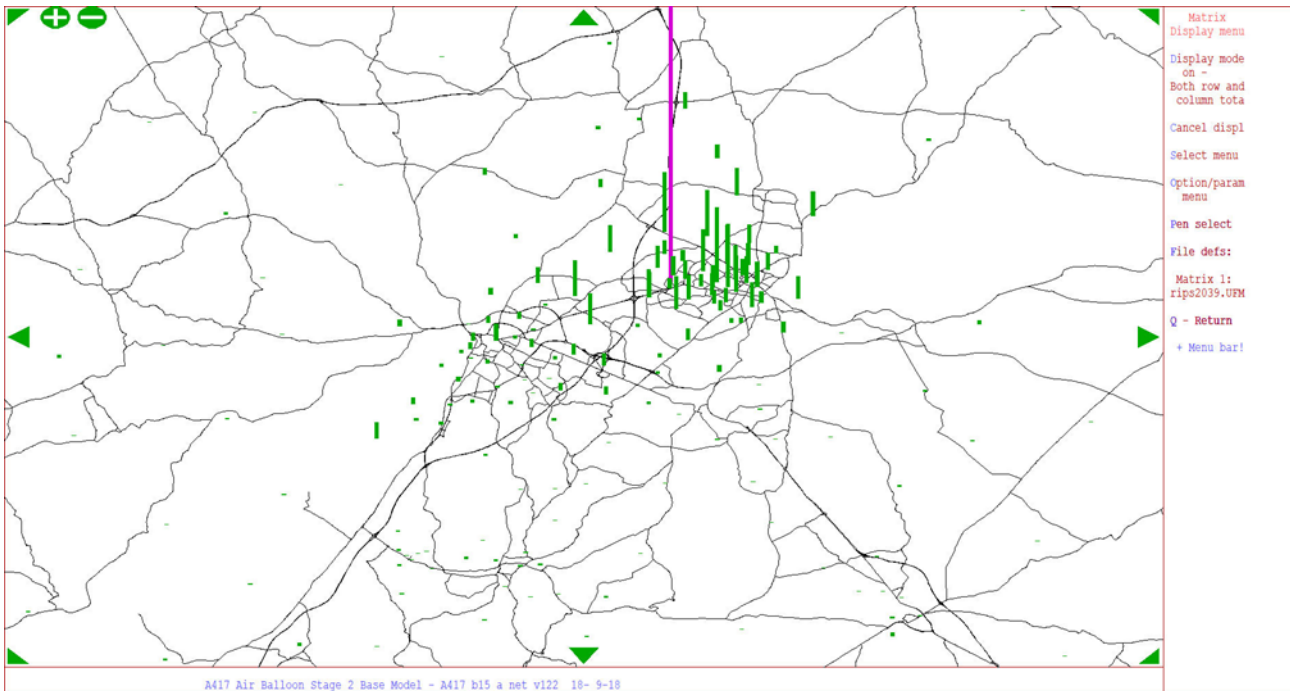 Matrix
Display menu
Display mode
on -
Both row and
column tota
Cancel displ
Select menu
Option/param
menu
Pen select
File defs:
Matrix 1:
rips2039.UFM
Q - Return
+ Menu bar!
A417 Air Balloon Stage 2 Base Model - A417 b15 a net v122 18- 9-18